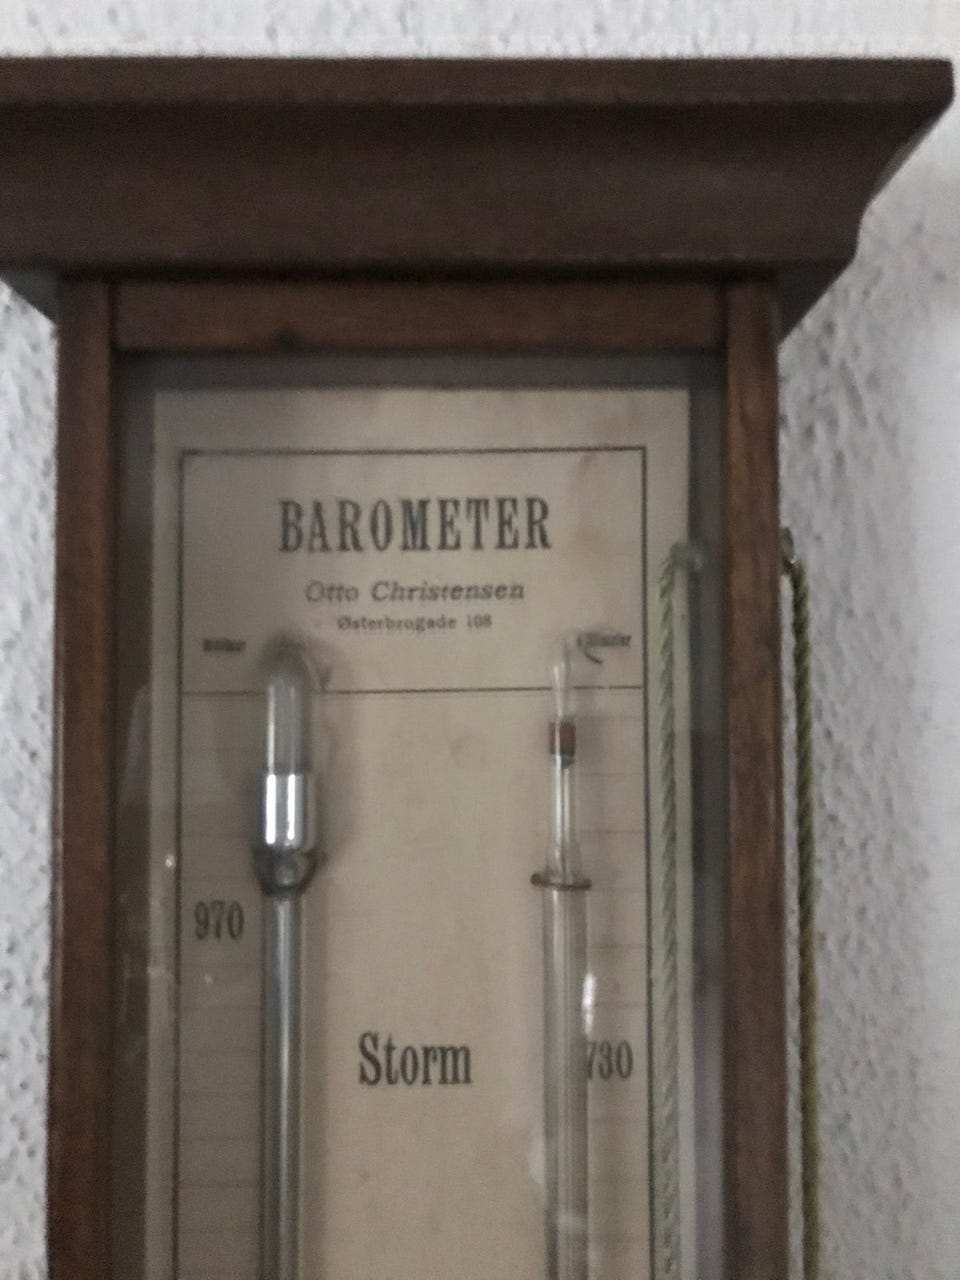 BAROMETER
Otto Christensen
Østerbrogade 108
970
Storm
730